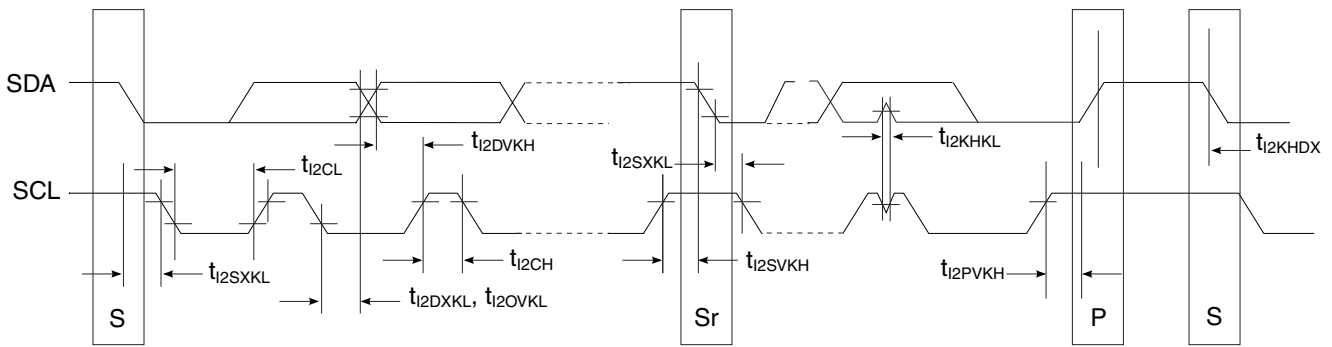 SDA
tI2DVKH
tI2KHKL
tI2SXKL
tI2KHDX
tI2CL
SCL
tI2SXKL
tI2CH
tI2SVKH
tI2PVKH
tI2DXKL, tI2OVKL
S
Sr
P
S